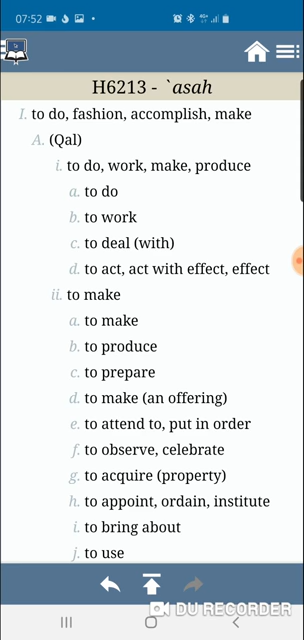 07:52
H6213 - `asah
I. to do, fashion, accomplish, make
A. (Qal)
i. to do, work, make, produce
a. to do
b. to work
c. to deal (with)
d. to act, act with effect, effect
ii. to make
a. to make
b. to produce
c. to prepare
d. to make (an offering)
e. to attend to, put in order
f. to observe, celebrate
g. to acquire (property)
h. to appoint, ordain, institute
i. to bring about
j. to use
DU RECORDER